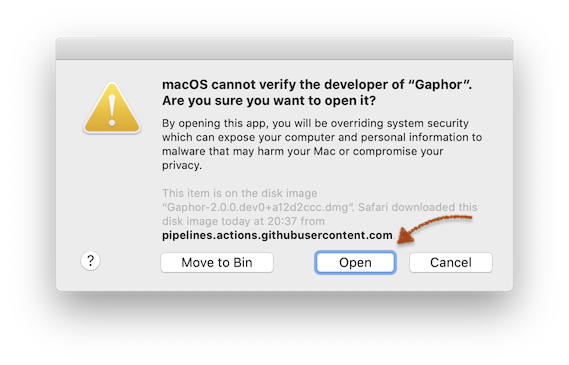 macOS cannot verify the developer of “Gaphor”.
Are you sure you want to open it?
By opening this app, you will be overriding system security
which can expose your computer and personal information to
malware that may harm your Mac or compromise your
privacy.
This item is on the disk image
“Gaphor-2.0.0.dev0+a12d2ccc.dmg”. Safari downloaded this
disk image today at 20:37 from
pipelines.actions.githubusercontent.com
? Move to Bin Open Cancel